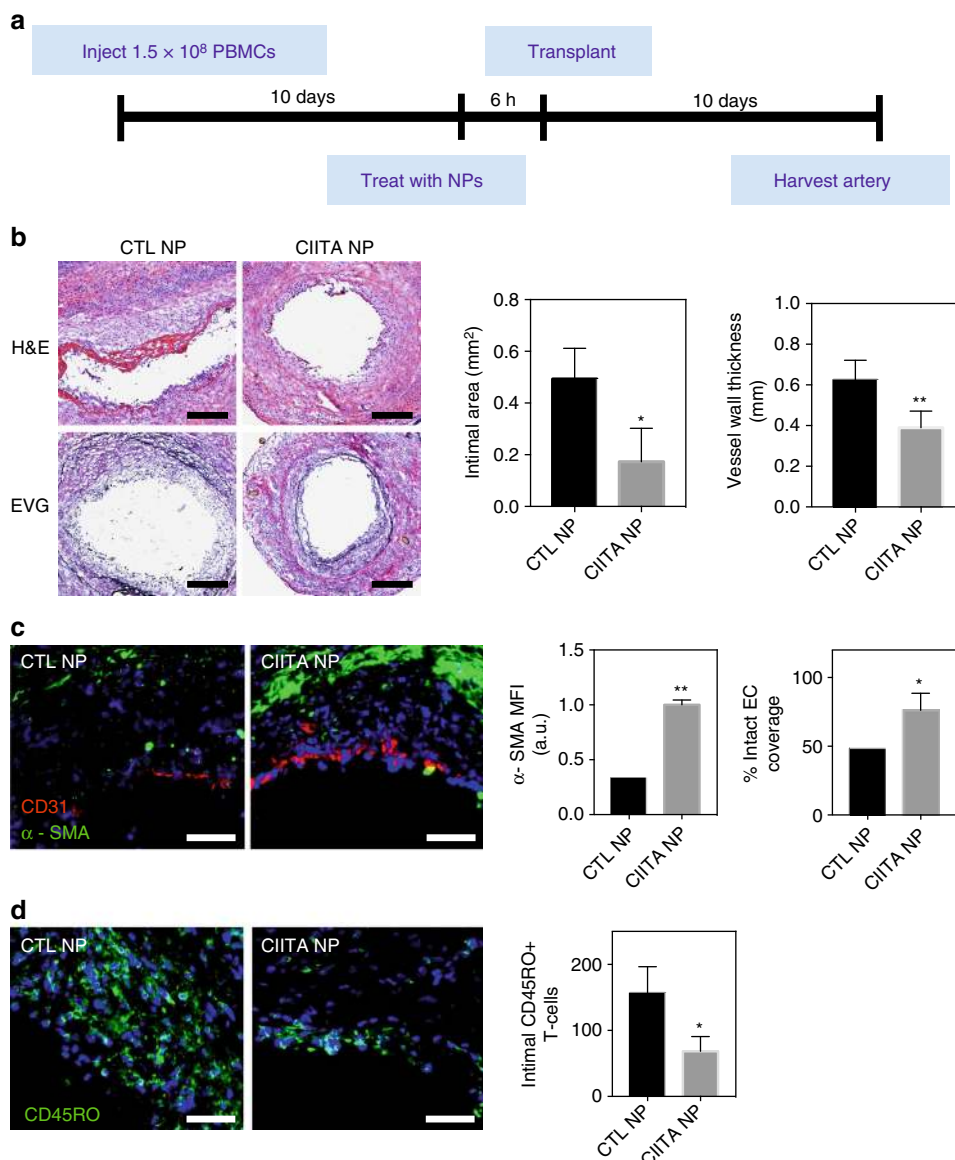 a
Inject 1.5 × 10⁸ PBMCs
Transplant
10 days
6 h
10 days
Treat with NPs
Harvest artery
b
CTL NP
CIITA NP
H&E
EVG
Intimal area (mm²)
0.8
0.6
0.4
0.2
0.0
*
CTL NP
CIITA NP
Vessel wall thickness
(mm)
1.0
0.8
0.6
0.4
0.2
0.0
**
CTL NP
CIITA NP
c
CTL NP
CIITA NP
CD31
α - SMA
α- SMA MFI
(a.u.)
1.5
1.0
0.5
0.0
**
CTL NP
CIITA NP
% Intact EC
coverage
100
50
0
*
CTL NP
CIITA NP
d
CTL NP
CIITA NP
CD45RO
Intimal CD45RO+
T-cells
200
100
0
*
CTL NP
CIITA NP